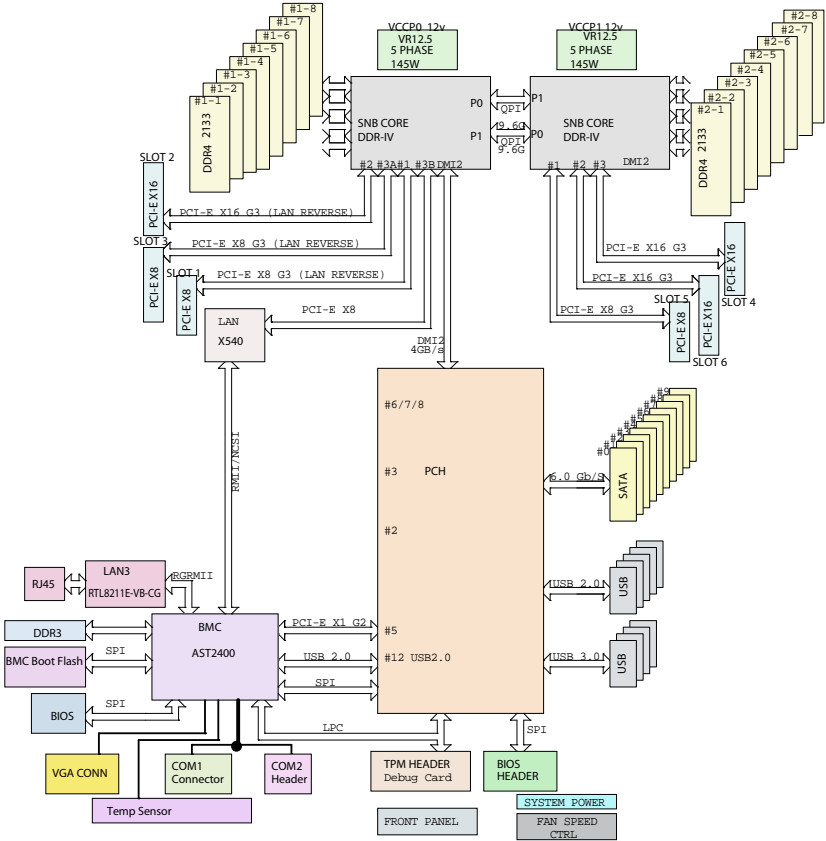 #1-8
#1-7
#1-6
#1-5
#1-4
#1-3
#1-2
#1-1
DDR4 2133
VCCP0 12v
VR12.5
5 PHASE
145W
VCCP1 12v
VR12.5
5 PHASE
145W
#2-8
#2-7
#2-6
#2-5
#2-4
#2-3
#2-2
#2-1
DDR4 2133
SNB CORE
DDR-IV
P0
P1
#2 #3A #1 #3B DMI2
QPI
9.6G
QPI
9.6G
P1
P0
SNB CORE
DDR-IV
#1 #2 #3 DMI2
SLOT 2
PCI-E X16
PCI-E X16 G3 (LAN REVERSE)
SLOT 3
PCI-E X8
PCI-E X8 G3 (LAN REVERSE)
SLOT 1
PCI-E X8
PCI-E X8 G3 (LAN REVERSE)
PCI-E X8
LAN
X540
DMI2
4GB/s
PCI-E X16 G3
PCI-E X16
SLOT 4
PCI-E X16 G3
PCI-E X16
SLOT 6
PCI-E X8 G3
SLOT 5
PCI-E X8
RMII/NCSI
#6/7/8
#3
PCH
#2
#5
#12 USB2.0
6.0 Gb/S
#0
#1
#2
#3
#4
#5
#6
#7
#8
#9
SATA
USB 2.0
USB
USB 3.0
USB
RJ45
LAN3
RTL8211E-VB-CG
RGRMII
BMC
AST2400
DDR3
BMC Boot Flash
SPI
BIOS
SPI
PCI-E X1 G2
USB 2.0
SPI
LPC
SPI
VGA CONN
COM1
Connector
COM2
Header
Temp Sensor
TPM HEADER
Debug Card
BIOS
HEADER
FRONT PANEL
SYSTEM POWER
FAN SPEED
CTRL